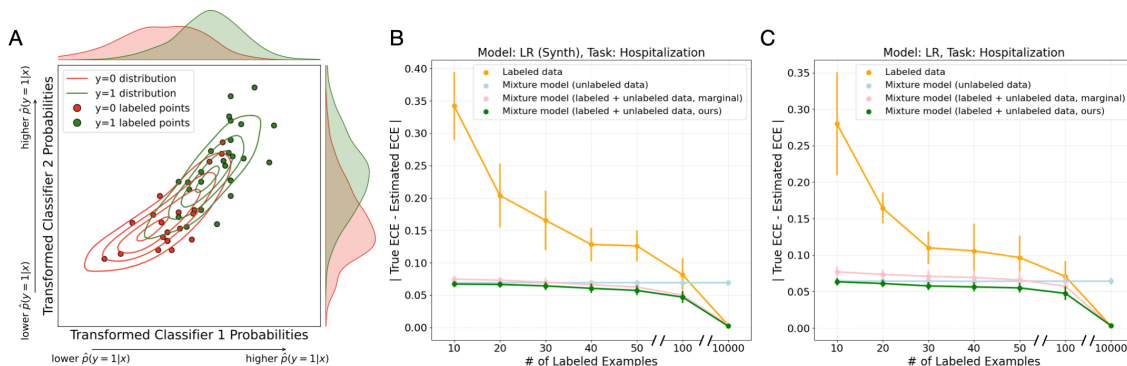 A
y=0 distribution
y=1 distribution
y=0 labeled points
y=1 labeled points
Transformed Classifier 2 Probabilities
lower p̂(y = 1|x)
higher p̂(y = 1|x)
Transformed Classifier 1 Probabilities
lower p̂(y = 1|x)
higher p̂(y = 1|x)
B
Model: LR (Synth), Task: Hospitalization
Labeled data
Mixture model (unlabeled data)
Mixture model (labeled + unlabeled data, marginal)
Mixture model (labeled + unlabeled data, ours)
| True ECE - Estimated ECE |
0.40
0.35
0.30
0.25
0.20
0.15
0.10
0.05
0.00
10 20 30 40 50 100 10000
# of Labeled Examples
C
Model: LR, Task: Hospitalization
Labeled data
Mixture model (unlabeled data)
Mixture model (labeled + unlabeled data, marginal)
Mixture model (labeled + unlabeled data, ours)
| True ECE - Estimated ECE |
0.35
0.30
0.25
0.20
0.15
0.10
0.05
0.00
10 20 30 40 50 100 10000
# of Labeled Examples